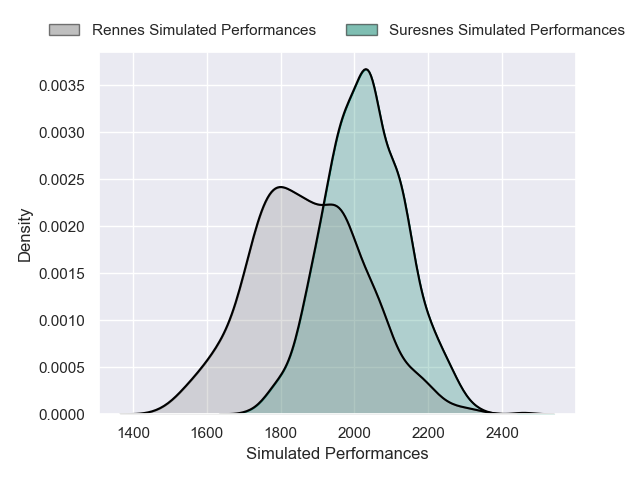 Rennes Simulated Performances Suresnes Simulated Performances
0.0035
0.0030
0.0025
0.0020
0.0015
0.0010
0.0005
0.0000
Density
1400 1600 1800 2000 2200 2400
Simulated Performances